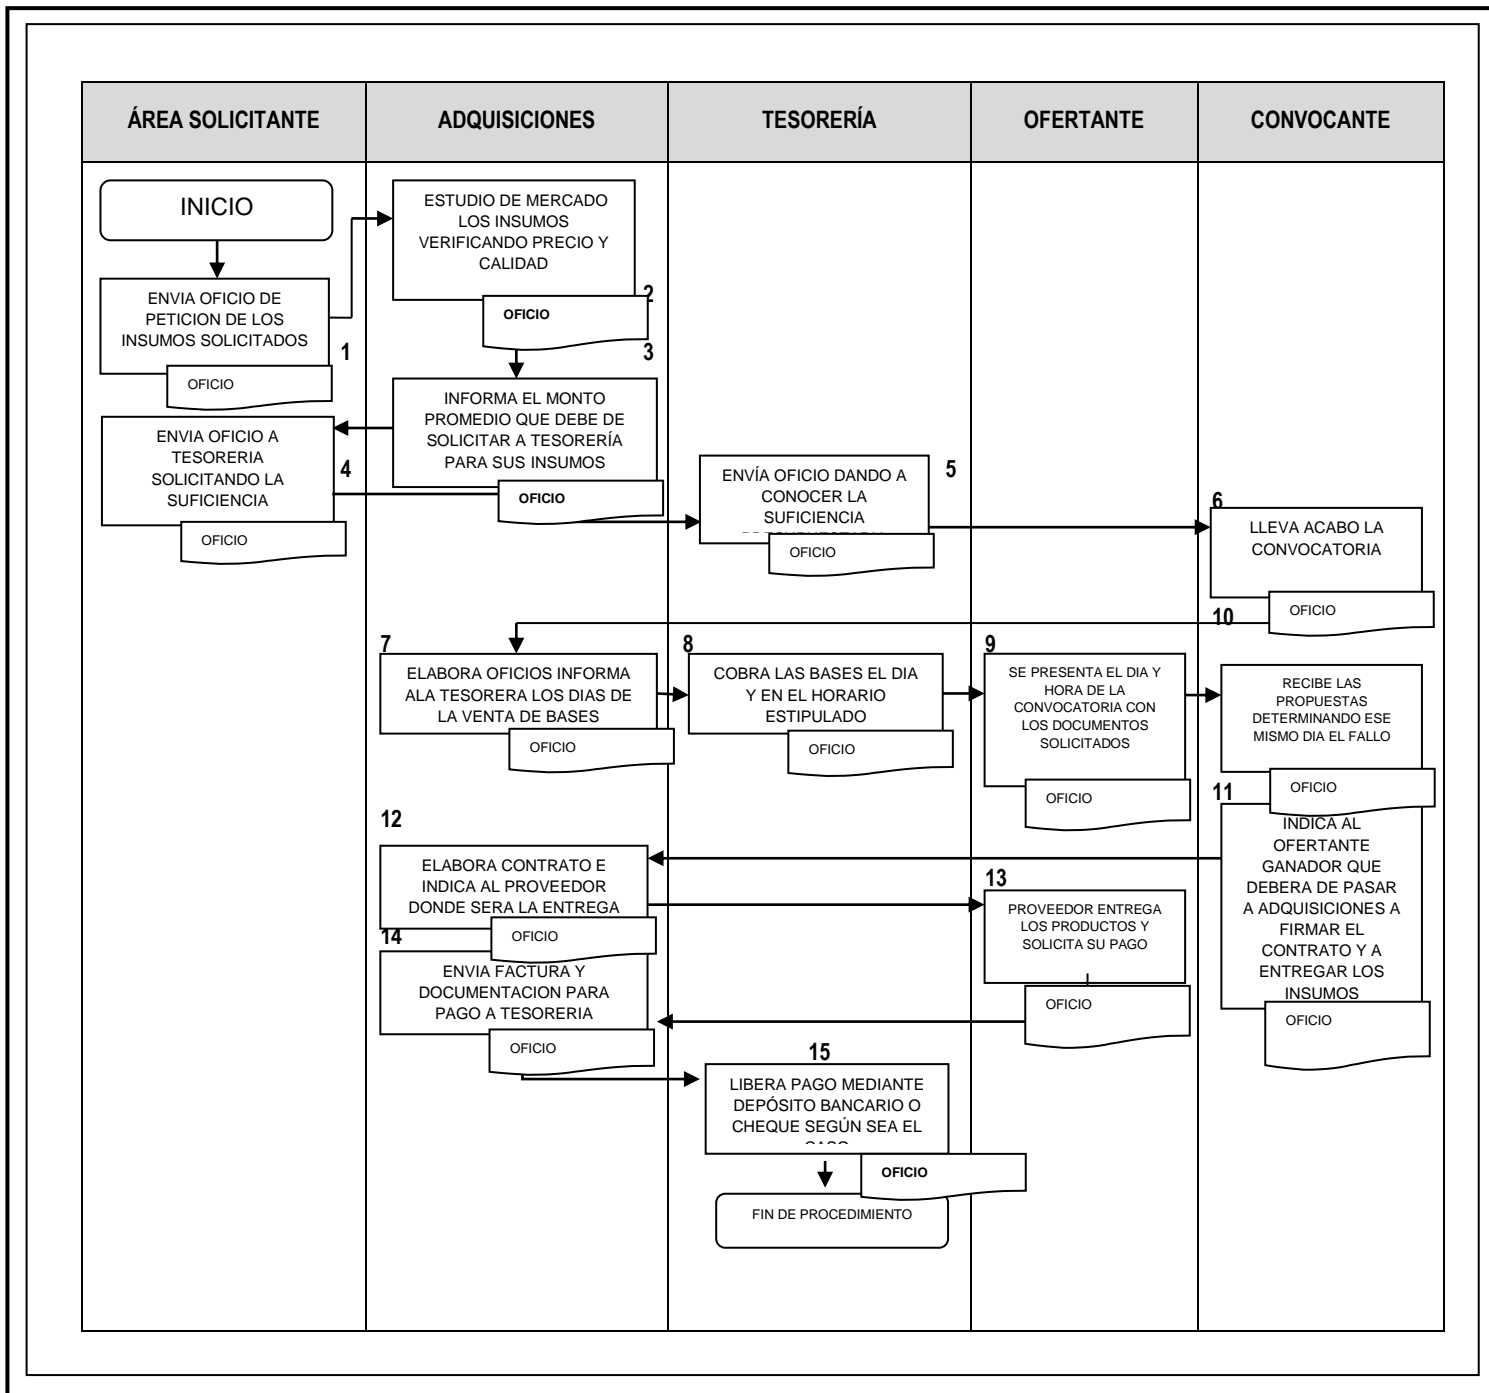 ÁREA SOLICITANTE
ADQUISICIONES
TESORERÍA
OFERTANTE
CONVOCANTE
INICIO
ENVIA OFICIO DE
PETICION DE LOS
INSUMOS SOLICITADOS
1
OFICIO
ESTUDIO DE MERCADO
LOS INSUMOS
VERIFICANDO PRECIO Y
CALIDAD
2
OFICIO
3
INFORMA EL MONTO
PROMEDIO QUE DEBE DE
SOLICITAR A TESORERÍA
PARA SUS INSUMOS
OFICIO
ENVIA OFICIO A
TESORERIA
SOLICITANDO LA
SUFICIENCIA
4
OFICIO
5
ENVÍA OFICIO DANDO A
CONOCER LA
SUFICIENCIA
OFICIO
6
LLEVA ACABO LA
CONVOCATORIA
OFICIO
7
ELABORA OFICIOS INFORMA
ALA TESORERA LOS DIAS DE
LA VENTA DE BASES
OFICIO
8
COBRA LAS BASES EL DIA
Y EN EL HORARIO
ESTIPULADO
OFICIO
9
SE PRESENTA EL DIA Y
HORA DE LA
CONVOCATORIA CON
LOS DOCUMENTOS
SOLICITADOS
OFICIO
10
RECIBE LAS
PROPUESTAS
DETERMINANDO ESE
MISMO DIA EL FALLO
OFICIO
11
INDICA AL
OFERTANTE
GANADOR QUE
DEBERA DE PASAR
A ADQUISICIONES A
FIRMAR EL
CONTRATO Y A
ENTREGAR LOS
INSUMOS
OFICIO
12
ELABORA CONTRATO E
INDICA AL PROVEEDOR
DONDE SERA LA ENTREGA
OFICIO
13
PROVEEDOR ENTREGA
LOS PRODUCTOS Y
SOLICITA SU PAGO
OFICIO
14
ENVIA FACTURA Y
DOCUMENTACION PARA
PAGO A TESORERIA
OFICIO
15
LIBERA PAGO MEDIANTE
DEPÓSITO BANCARIO O
CHEQUE SEGÚN SEA EL
OFICIO
FIN DE PROCEDIMIENTO